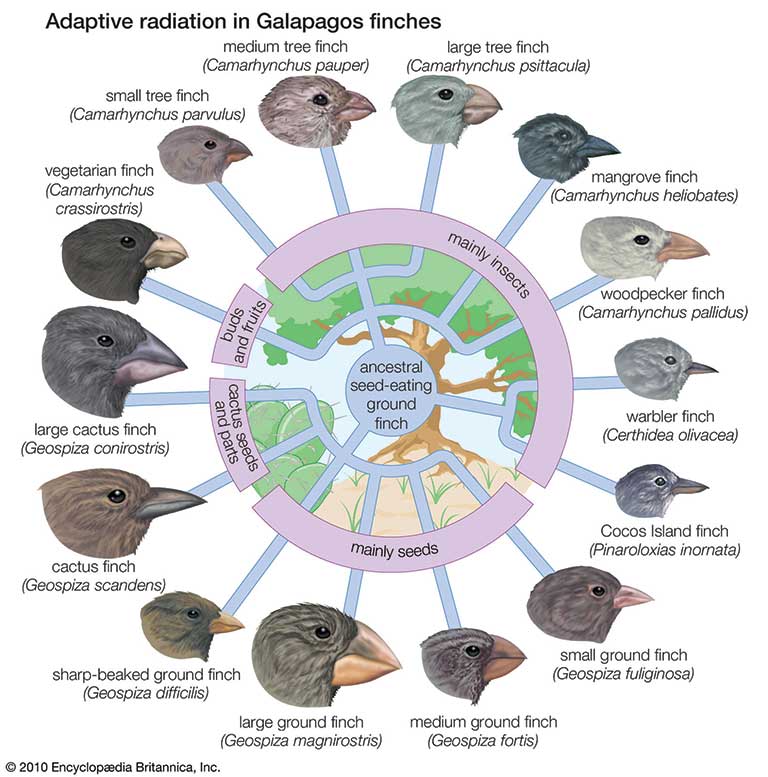 Adaptive radiation in Galapagos finches
medium tree finch
(Camarhynchus pauper)
large tree finch
(Camarhynchus psittacula)
small tree finch
(Camarhynchus parvulus)
mangrove finch
(Camarhynchus heliobates)
vegetarian finch
(Camarhynchus
crassirostris)
mainly insects
woodpecker finch
(Camarhynchus pallidus)
buds
and fruits
ancestral
seed-eating
ground
finch
cactus seeds
and parts
large cactus finch
(Geospiza conirostris)
warbler finch
(Certhidea olivacea)
Cocos Island finch
(Pinaroloxias inornata)
mainly seeds
cactus finch
(Geospiza scandens)
small ground finch
(Geospiza fuliginosa)
sharp-beaked ground finch
(Geospiza difficilis)
large ground finch
(Geospiza magnirostris)
medium ground finch
(Geospiza fortis)
© 2010 Encyclopædia Britannica, Inc.